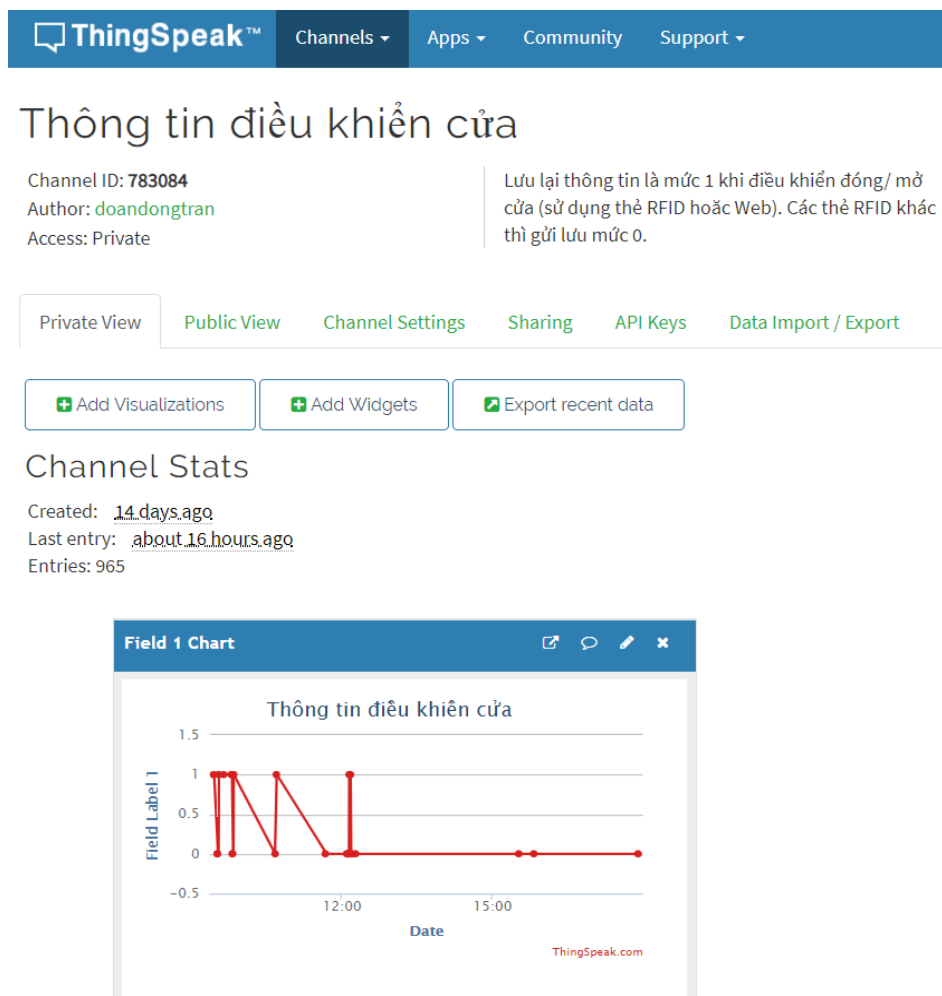 ThingSpeak™ Channels Apps Community Support
Thông tin điều khiển cửa
Channel ID: 783084
Author: doandongtran
Access: Private
Lưu lại thông tin là mức 1 khi điều khiển đóng/ mở
cửa (sử dụng thẻ RFID hoăc Web). Các thẻ RFID khác
thì gửi lưu mức 0.
Private View Public View Channel Settings Sharing API Keys Data Import / Export
Add Visualizations Add Widgets Export recent data
Channel Stats
Created: 14 days ago
Last entry: about 16 hours ago
Entries: 965
Field 1 Chart
Thông tin điều khiển cửa
Field Label 1
1.5
1
0.5
0
-0.5
12:00 15:00
Date
ThingSpeak.com